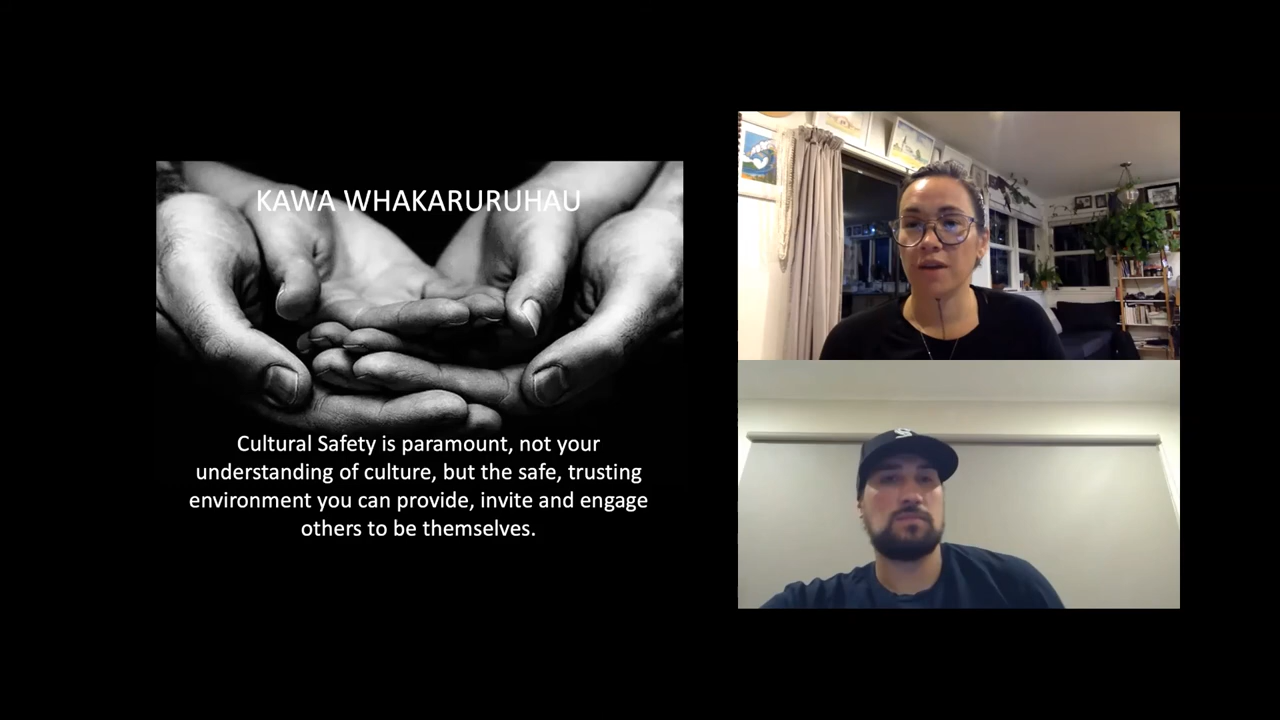 KAWA WHAKARURUHAU
Cultural Safety is paramount, not your
understanding of culture, but the safe, trusting
environment you can provide, invite and engage
others to be themselves.